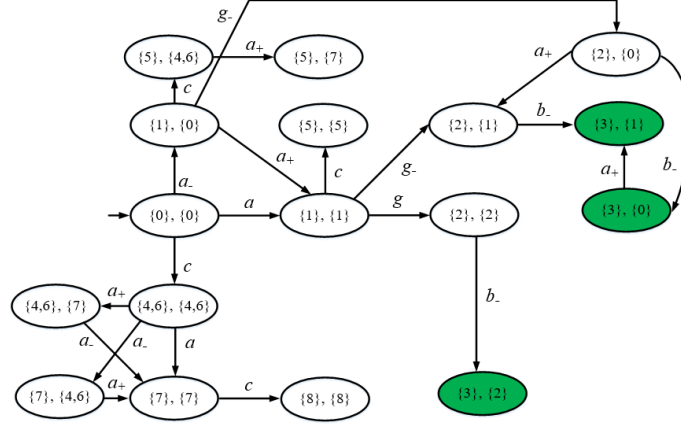 g-
{5}, {4,6} a+ {5}, {7} a+ {2}, {0}
c
{1}, {0} {5}, {5} {2}, {1} b- {3}, {1}
a+ c g- a+ b-
a-
{0}, {0} a {1}, {1} g {2}, {2} {3}, {0}
c
{4,6}, {7} a+ {4,6}, {4,6} b-
a- a- a
{7}, {4,6} a+ {7}, {7} c {8}, {8} {3}, {2}